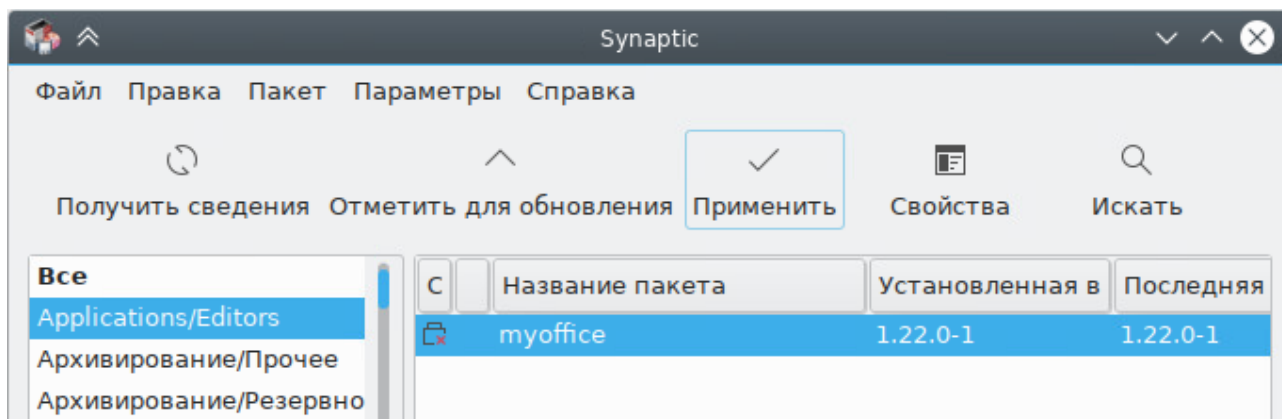 Synaptic
Файл Правка Пакет Параметры Справка
Получить сведения Отметить для обновления Применить Свойства Искать
Все
Applications/Editors
Архивирование/Прочее
Архивирование/Резервно
С Название пакета Установленная в Последняя
myoffice 1.22.0-1 1.22.0-1